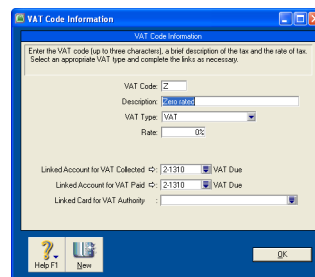 VAT Code Information
VAT Code Information
Enter the VAT code (up to three characters), a brief description of the tax and the rate of tax.
Select an appropriate VAT type and complete the links as necessary.
VAT Code: Z
Description: Zero rated
VAT Type: VAT
Rate: 0%
Linked Account for VAT Collected ⇨: 2-1310 VAT Due
Linked Account for VAT Paid ⇨: 2-1310 VAT Due
Linked Card for VAT Authority :
Help F1 New OK